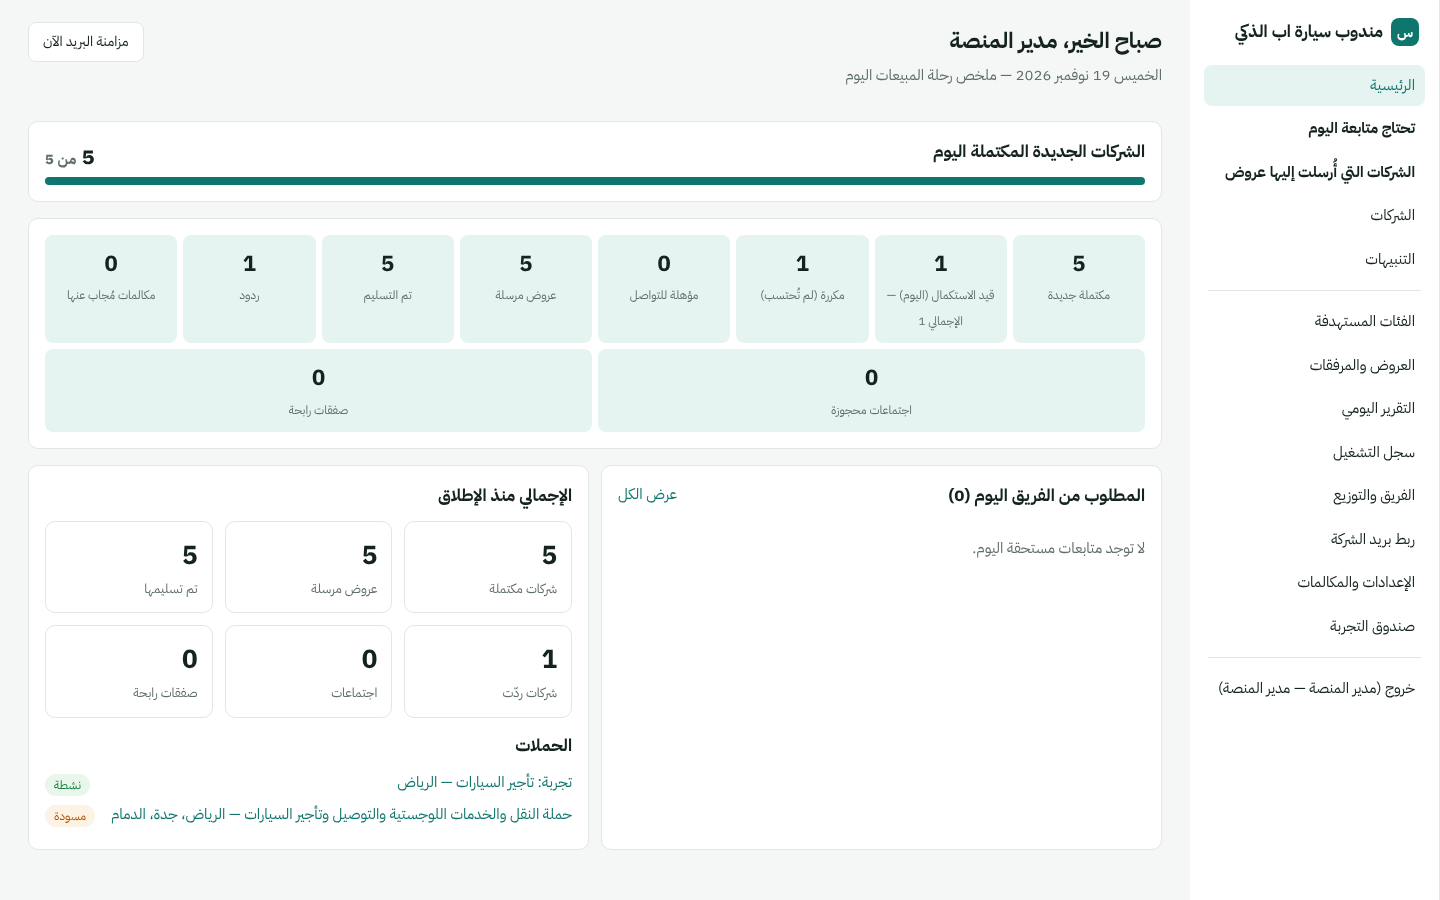 س مندوب سيارة اب الذكي
الرئيسية
تحتاج متابعة اليوم
الشركات التي أُرسلت إليها عروض
الشركات
التنبيهات
الفئات المستهدفة
العروض والمرفقات
التقرير اليومي
سجل التشغيل
الفريق والتوزيع
ربط بريد الشركة
الإعدادات والمكالمات
صندوق التجربة
خروج (مدير المنصة — مدير المنصة)
صباح الخير، مدير المنصة
الخميس 19 نوفمبر 2026 — ملخص رحلة المبيعات اليوم
مزامنة البريد الآن
الشركات الجديدة المكتملة اليوم
5 من 5
5
مكتملة جديدة
1
قيد الاستكمال (اليوم) —
الإجمالي 1
1
مكررة (لم تُحتسب)
0
مؤهلة للتواصل
5
عروض مرسلة
5
تم التسليم
1
ردود
0
مكالمات مُجاب عنها
0
اجتماعات محجوزة
0
صفقات رابحة
المطلوب من الفريق اليوم (0)
عرض الكل
لا توجد متابعات مستحقة اليوم.
الإجمالي منذ الإطلاق
5
شركات مكتملة
5
عروض مرسلة
5
تم تسليمها
1
شركات ردّت
0
اجتماعات
0
صفقات رابحة
الحملات
تجربة: تأجير السيارات — الرياض
نشطة
حملة النقل والخدمات اللوجستية والتوصيل وتأجير السيارات — الرياض، جدة، الدمام
مسودة